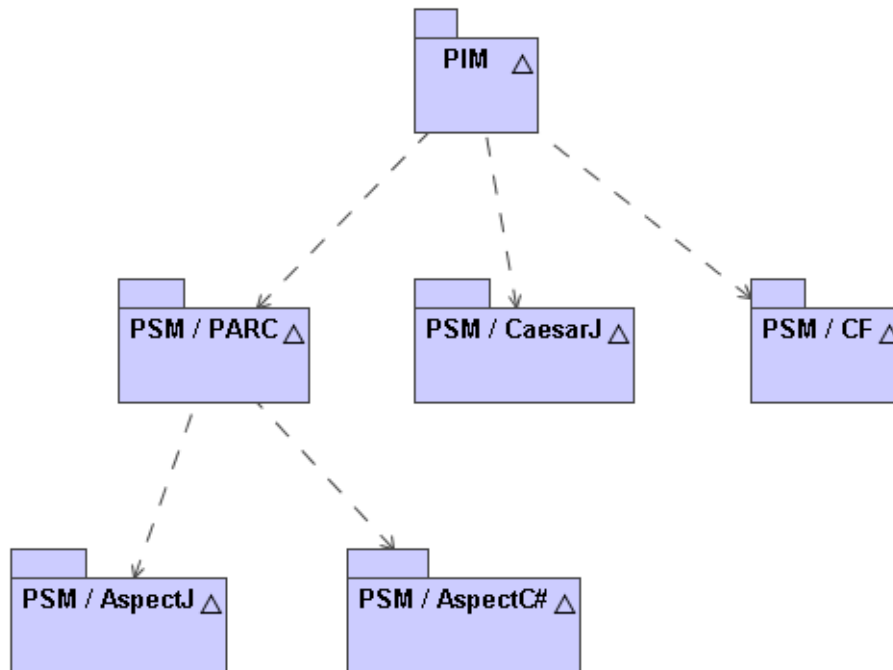 PIM
PSM / PARC
PSM / CaesarJ
PSM / CF
PSM / AspectJ
PSM / AspectC#